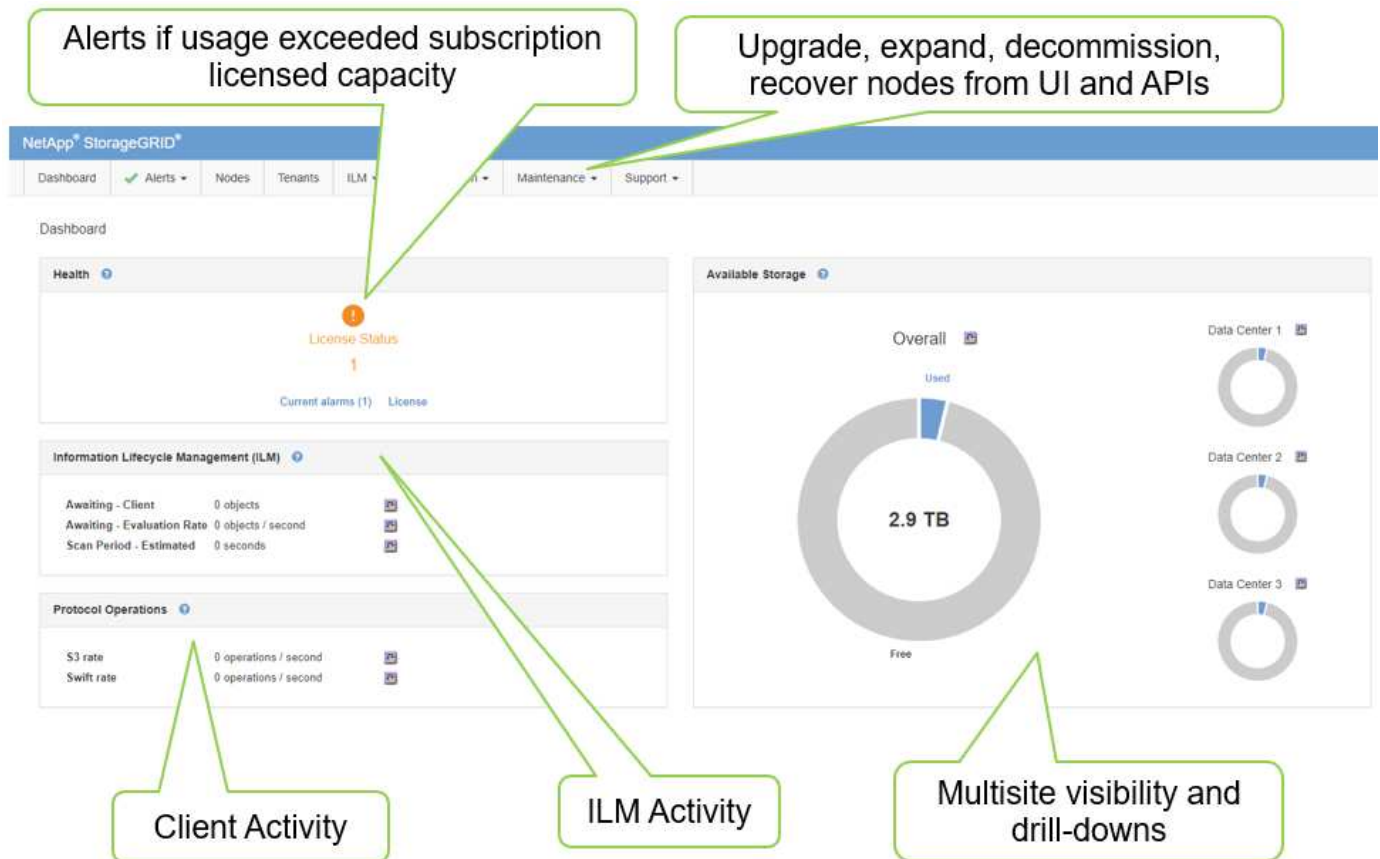 Alerts if usage exceeded subscription
licensed capacity
Upgrade, expand, decommission,
recover nodes from UI and APIs
NetApp® StorageGRID®
Dashboard Alerts Nodes Tenants ILM Maintenance Support
Dashboard
Health
License Status
1
Current alarms (1) License
Information Lifecycle Management (ILM)
Awaiting - Client 0 objects
Awaiting - Evaluation Rate 0 objects / second
Scan Period - Estimated 0 seconds
Protocol Operations
S3 rate 0 operations / second
Swift rate 0 operations / second
Available Storage
Overall
Used
2.9 TB
Free
Data Center 1
Data Center 2
Data Center 3
Client Activity
ILM Activity
Multisite visibility and
drill-downs